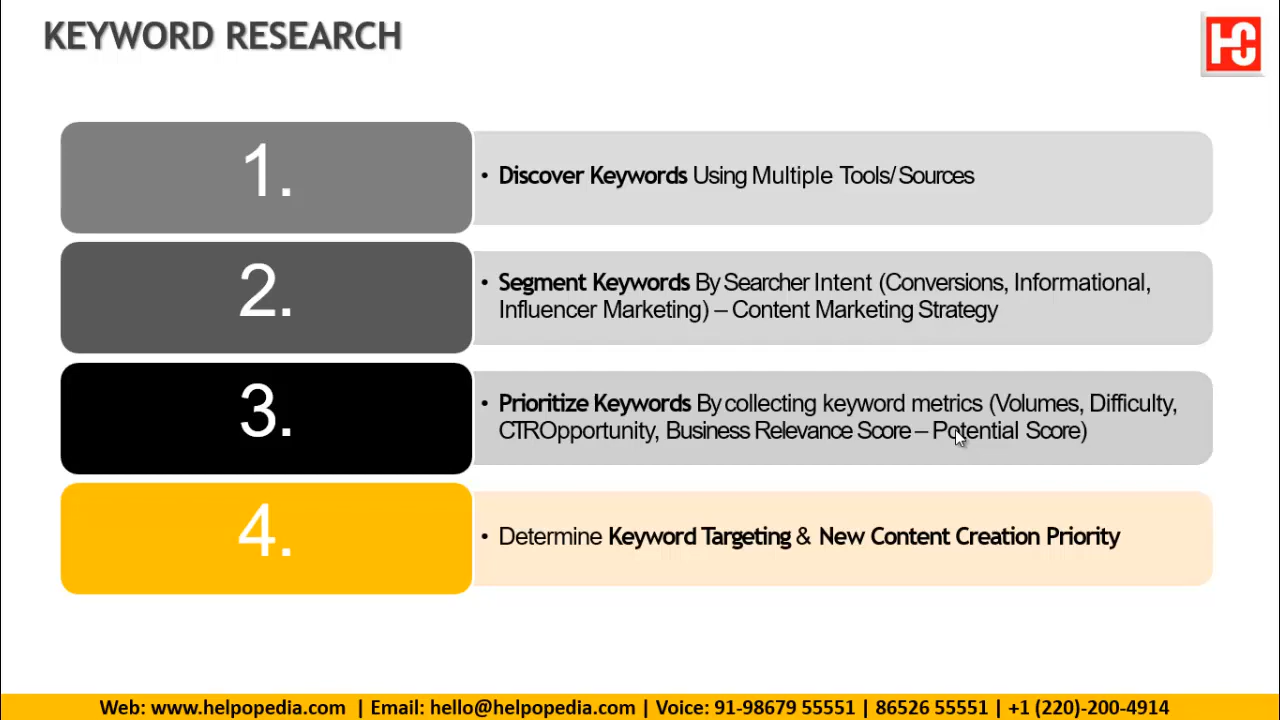 KEYWORD RESEARCH
HC
1.
• Discover Keywords Using Multiple Tools/Sources
2.
• Segment Keywords By Searcher Intent (Conversions, Informational,
Influencer Marketing) – Content Marketing Strategy
3.
• Prioritize Keywords By collecting keyword metrics (Volumes, Difficulty,
CTROpportunity, Business Relevance Score – Potential Score)
4.
• Determine Keyword Targeting & New Content Creation Priority
Web: www.helpopedia.com | Email: hello@helpopedia.com | Voice: 91-98679 55551 | 86526 55551 | +1 (220)-200-4914